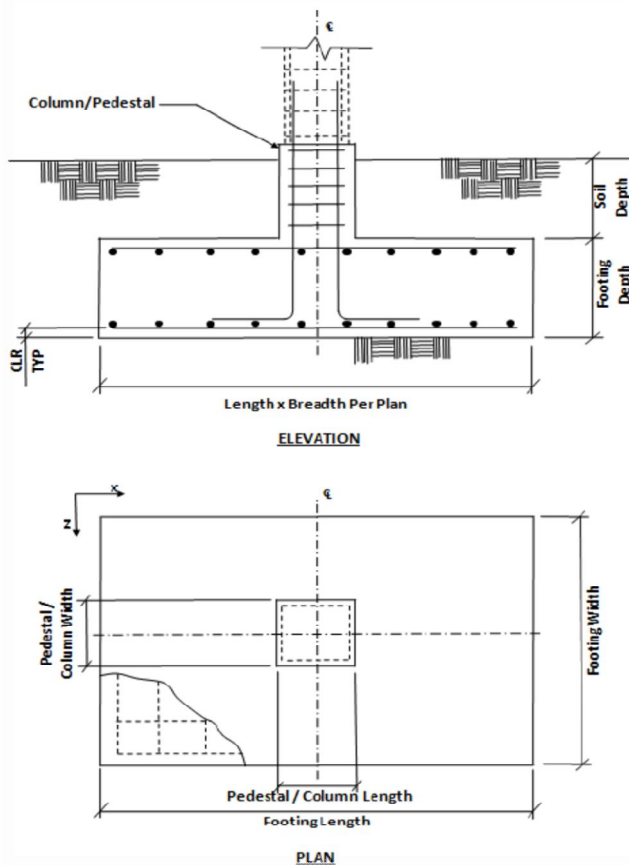 ℄
Column/Pedestal
Soil
Depth
Footing
Depth
CLR
TYP
Length x Breadth Per Plan
ELEVATION
℄
x
z
Pedestal /
Column Width
Footing Width
Pedestal / Column Length
Footing Length
PLAN